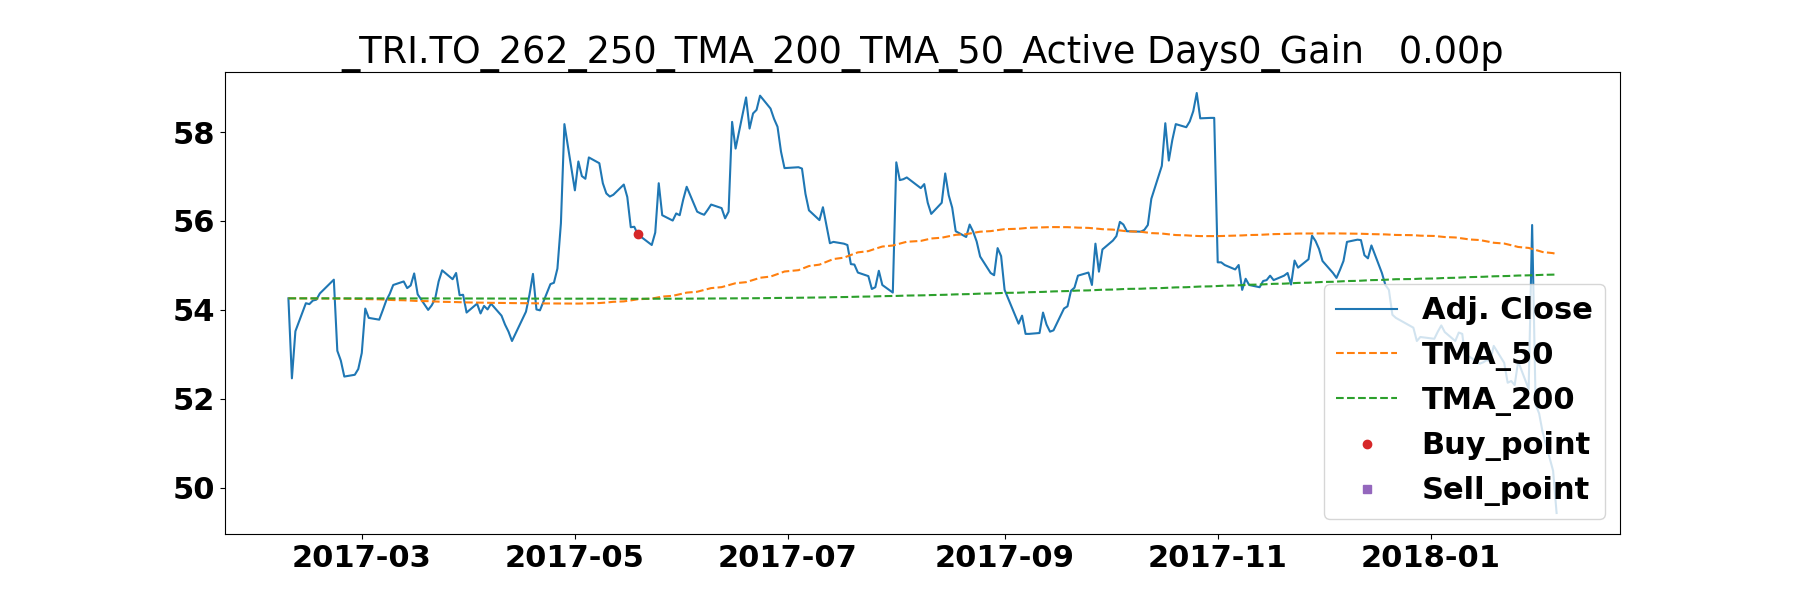 _TRI.TO_262_250_TMA_200_TMA_50_Active Days0_Gain   0.00p
58
56
54
52
50
Adj. Close
TMA_50
TMA_200
Buy_point
Sell_point
2017-03 2017-05 2017-07 2017-09 2017-11 2018-01